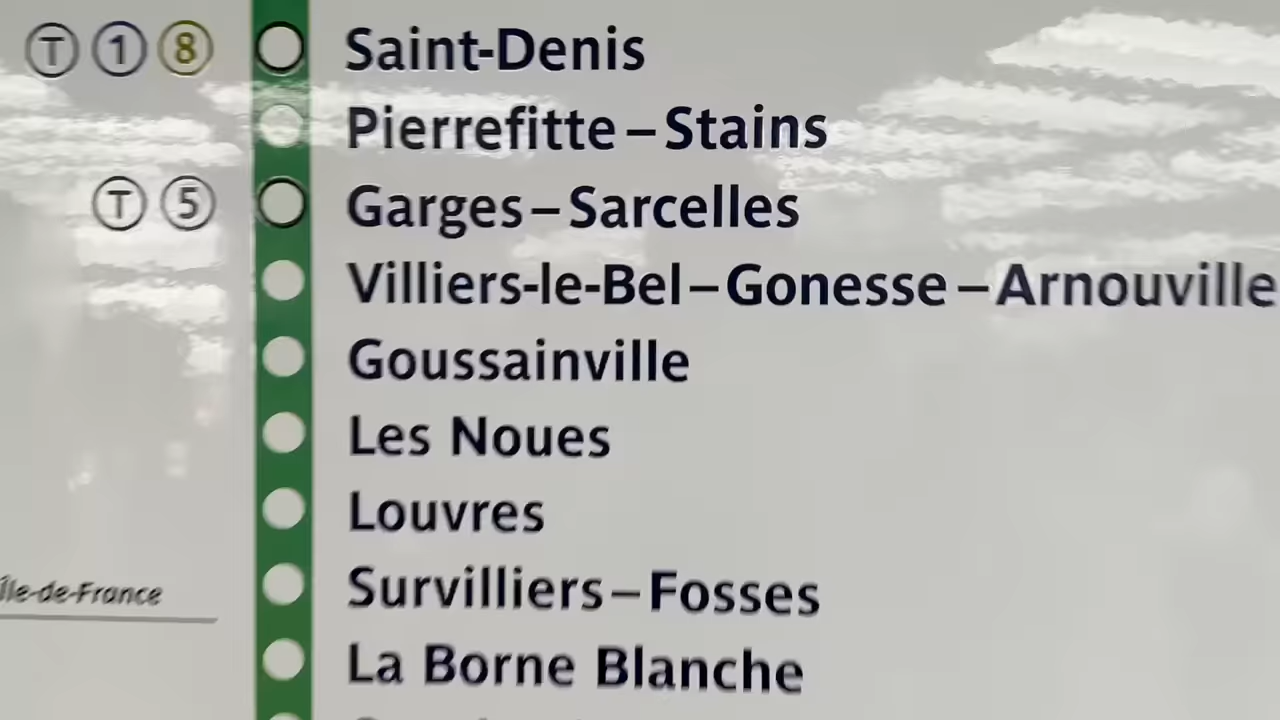 T 1 8 Saint-Denis
Pierrefitte – Stains
T 5 Garges – Sarcelles
Villiers-le-Bel – Gonesse – Arnouville
Goussainville
Les Noues
Louvres
Survilliers – Fosses
Île-de-France
La Borne Blanche